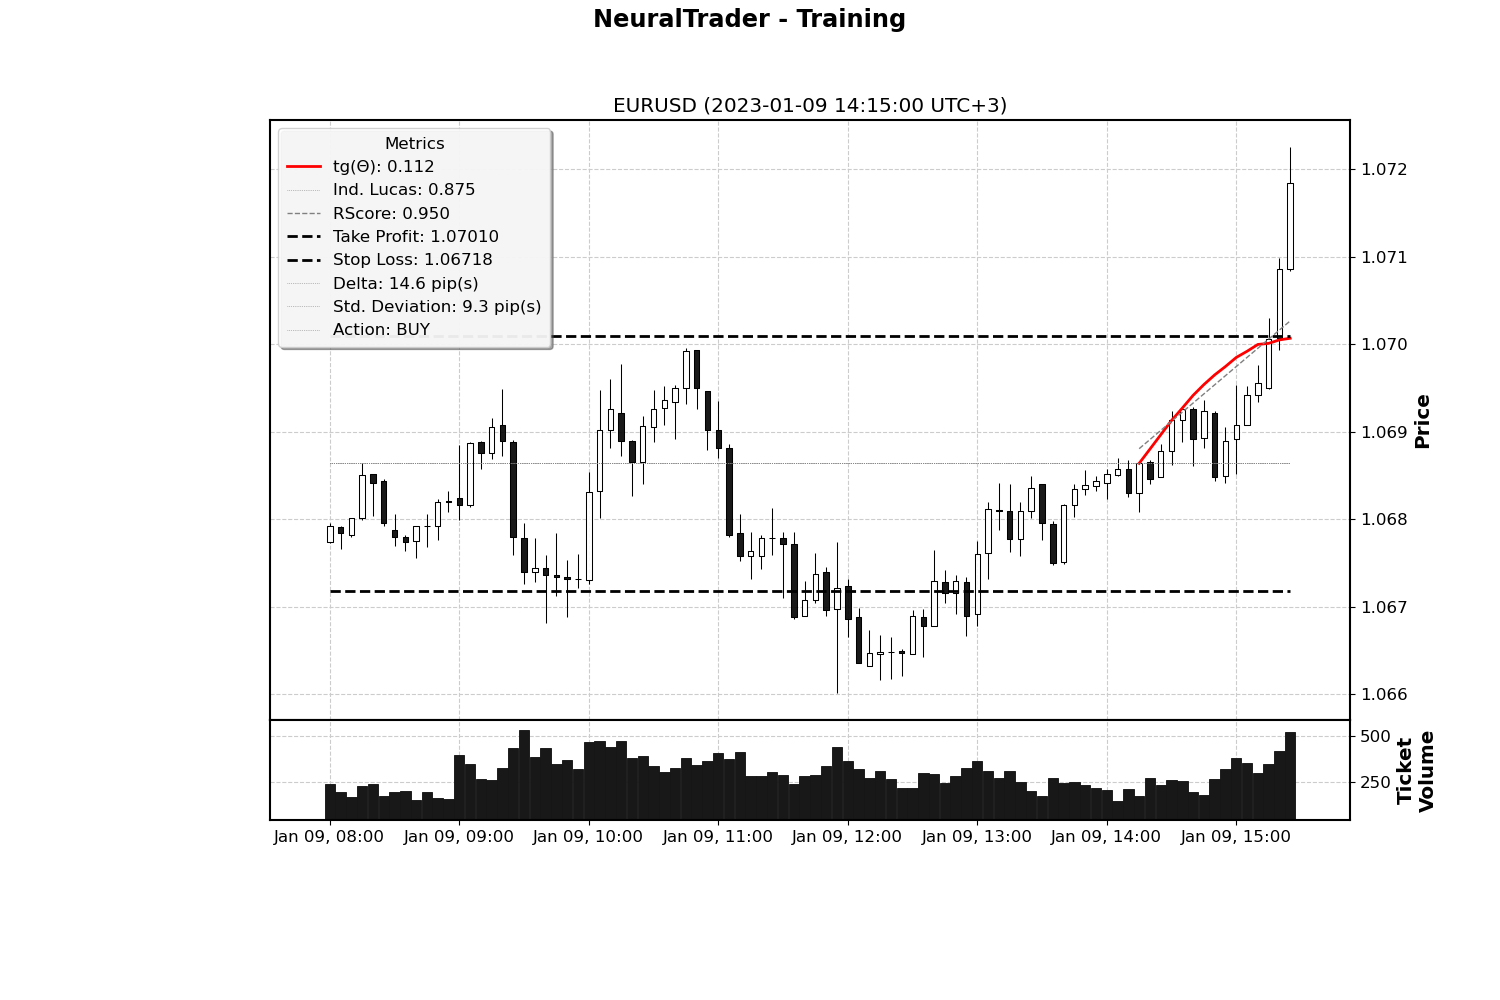 NeuralTrader - Training
EURUSD (2023-01-09 14:15:00 UTC+3)
Metrics
tg(Θ): 0.112
Ind. Lucas: 0.875
RScore: 0.950
Take Profit: 1.07010
Stop Loss: 1.06718
Delta: 14.6 pip(s)
Std. Deviation: 9.3 pip(s)
Action: BUY
1.072
1.071
1.070
1.069
1.068
1.067
1.066
Price
500
250
Ticket
Volume
Jan 09, 08:00
Jan 09, 09:00
Jan 09, 10:00
Jan 09, 11:00
Jan 09, 12:00
Jan 09, 13:00
Jan 09, 14:00
Jan 09, 15:00